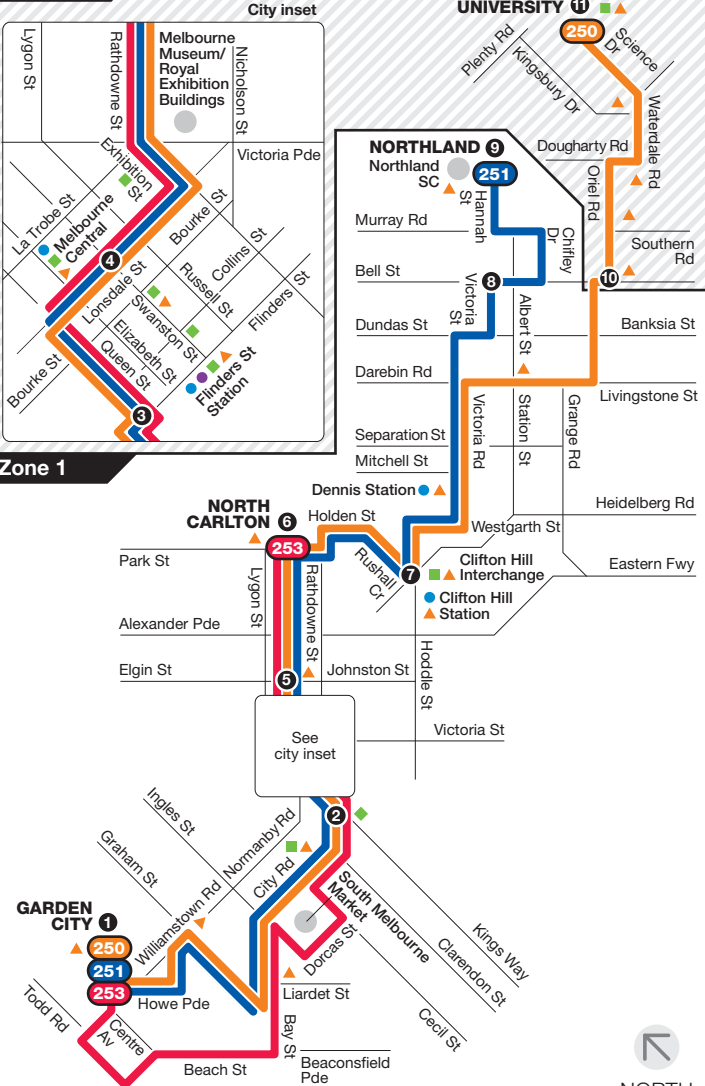 City inset
Lygon St
Rathdowne St
Melbourne
Museum/
Royal
Exhibition
Buildings
Nicholson St
Victoria Pde
Exhibition
St
La Trobe St
Melbourne
Central
4
Bourke St
Collins St
Lonsdale St
Russell St
Swanston St
Flinders St
Elizabeth St
Queen St
Bourke St
Flinders St
Station
3
Zone 1
UNIVERSITY 11
250
Science
Dr
Plenty Rd
Kingsbury Dr
Waterdale Rd
Dougharty Rd
Oriel Rd
Southern
Rd
10
NORTHLAND 9
Northland
SC
251
Hannah
St
Murray Rd
Chifley
Dr
Bell St
Victoria
St
8
Albert St
Dundas St
Banksia St
Darebin Rd
Livingstone St
Victoria Rd
Station St
Grange Rd
Separation St
Mitchell St
Dennis Station
Heidelberg Rd
NORTH
CARLTON 6
253
Holden St
Westgarth St
Park St
Rushall
Cr
7
Clifton Hill
Interchange
Eastern Fwy
Clifton Hill
Station
Lygon St
Rathdowne St
Alexander Pde
Hoddle St
Elgin St
5
Johnston St
See
city inset
Victoria St
2
Ingles St
Normanby Rd
Graham St
City Rd
Williamstown Rd
South Melbourne
Market
Kings Way
Clarendon St
Cecil St
Dorcas St
GARDEN
CITY 1
250
251
253
Howe Pde
Liardet St
Todd Rd
Centre
Av
Bay St
Beach St
Beaconsfield
Pde
NORTH